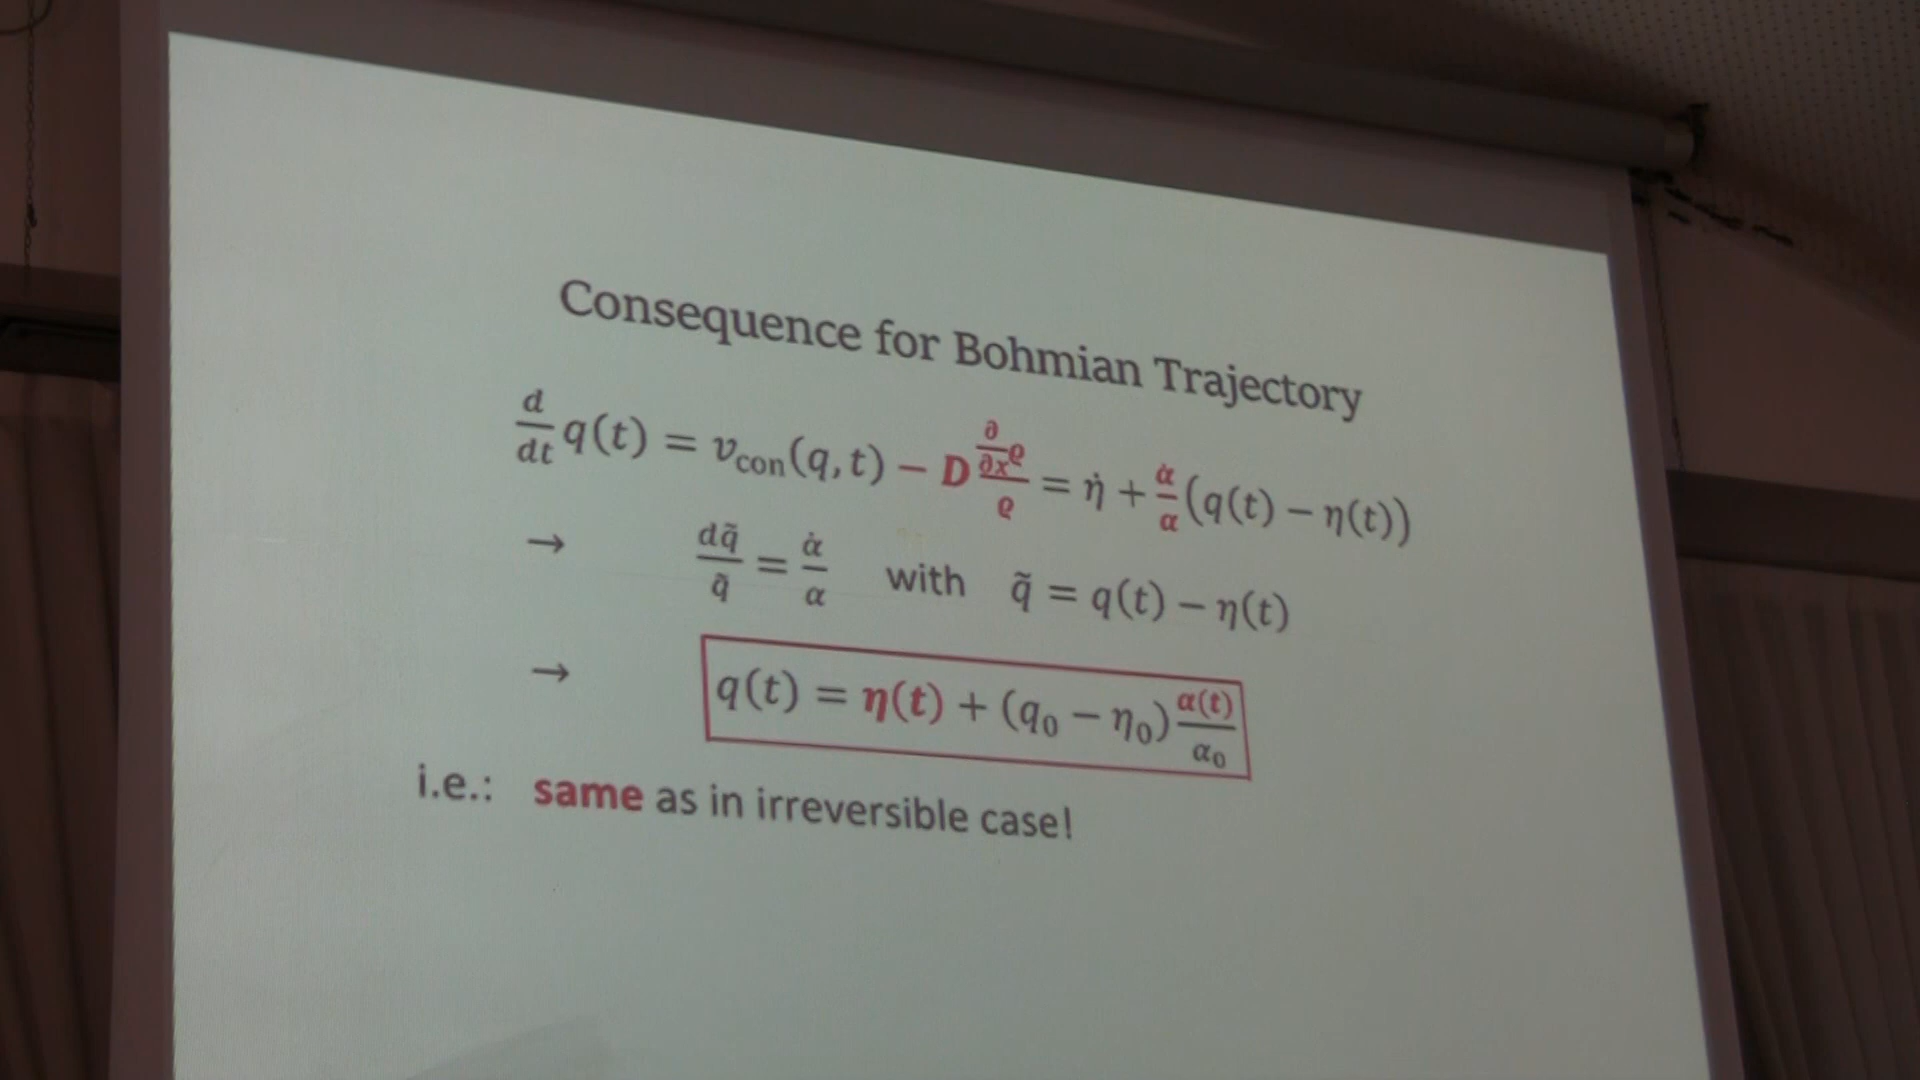 Consequence for Bohmian Trajectory
d/dt q(t) = v_con(q, t) − D (∂/∂x ϱ)/ϱ = η̇ + α̇/α (q(t) − η(t))
→ dq̃/q̃ = α̇/α with q̃ = q(t) − η(t)
→ q(t) = η(t) + (q₀ − η₀) α(t)/α₀
i.e.: same as in irreversible case!